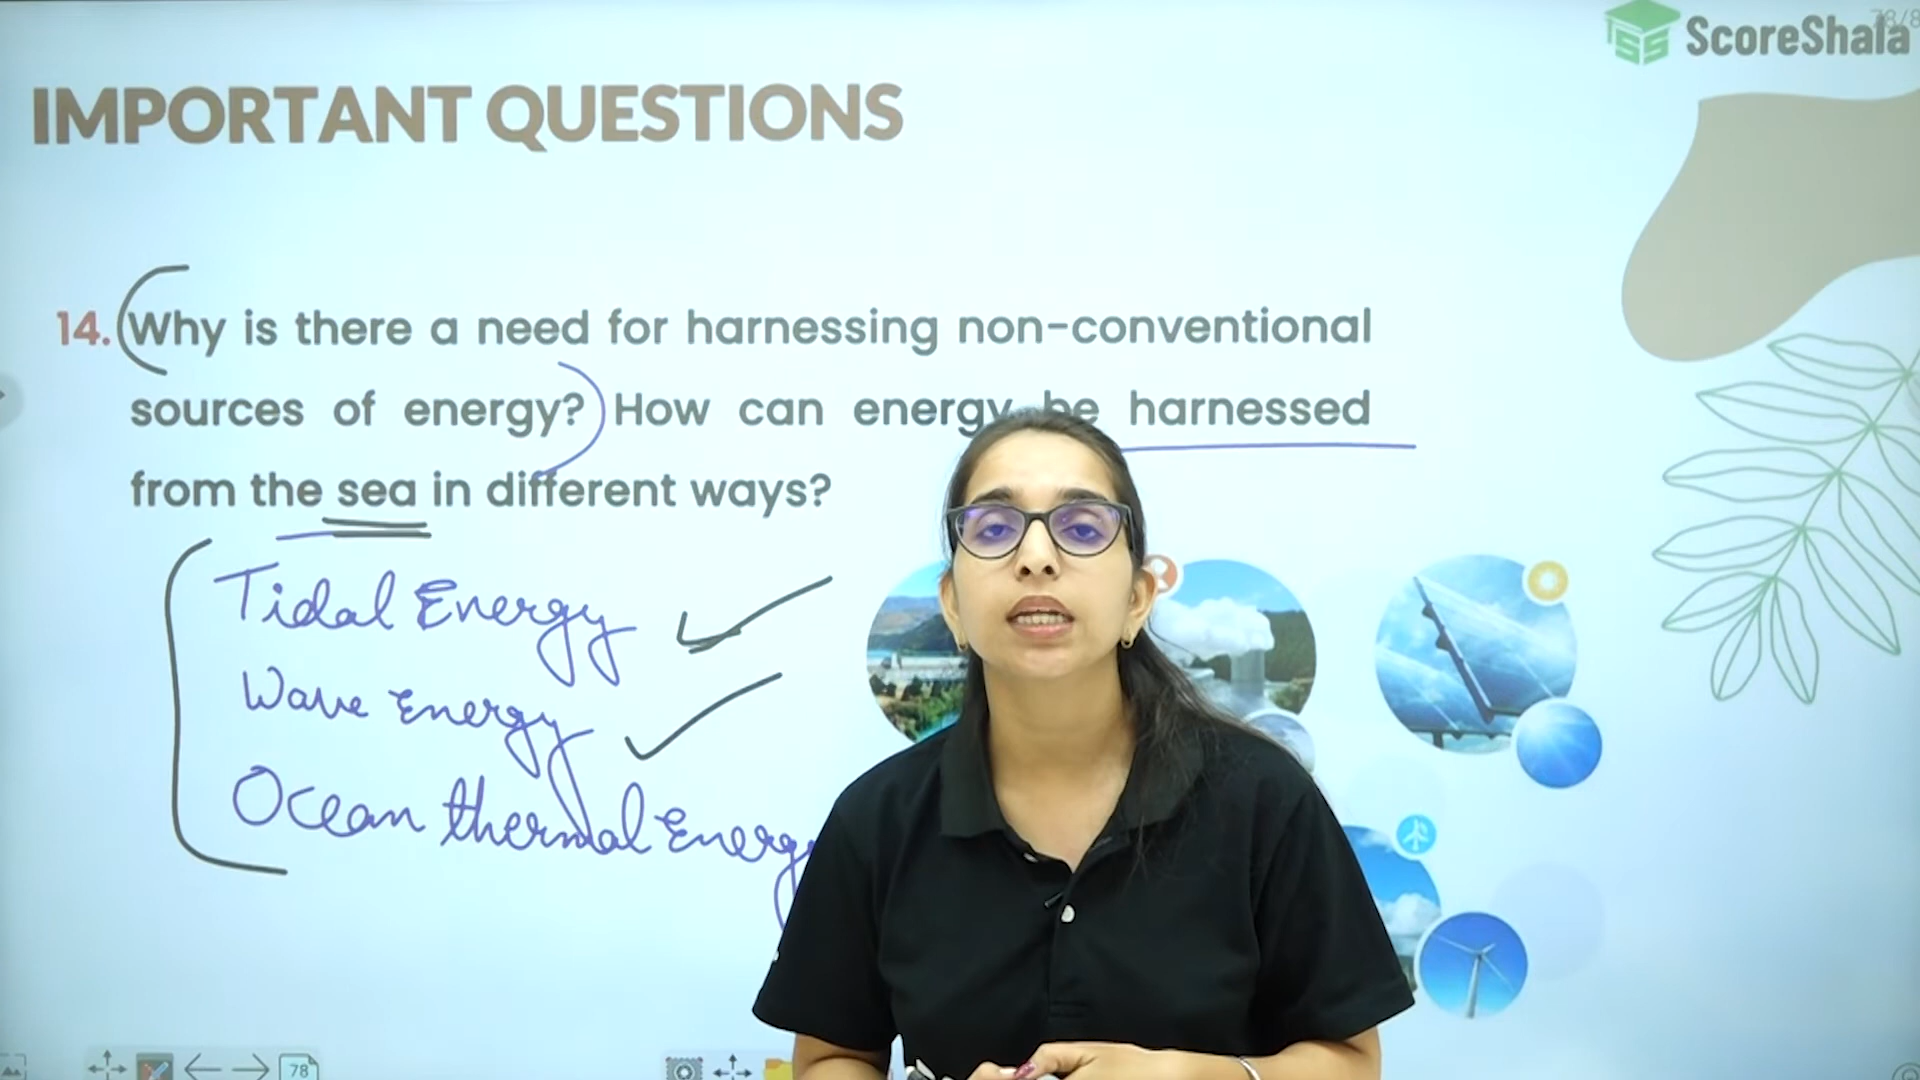 ScoreShala
IMPORTANT QUESTIONS
14. Why is there a need for harnessing non-conventional
sources of energy? How can energy be harnessed
from the sea in different ways?
Tidal Energy
Wave Energy
Ocean thermal Energy
78